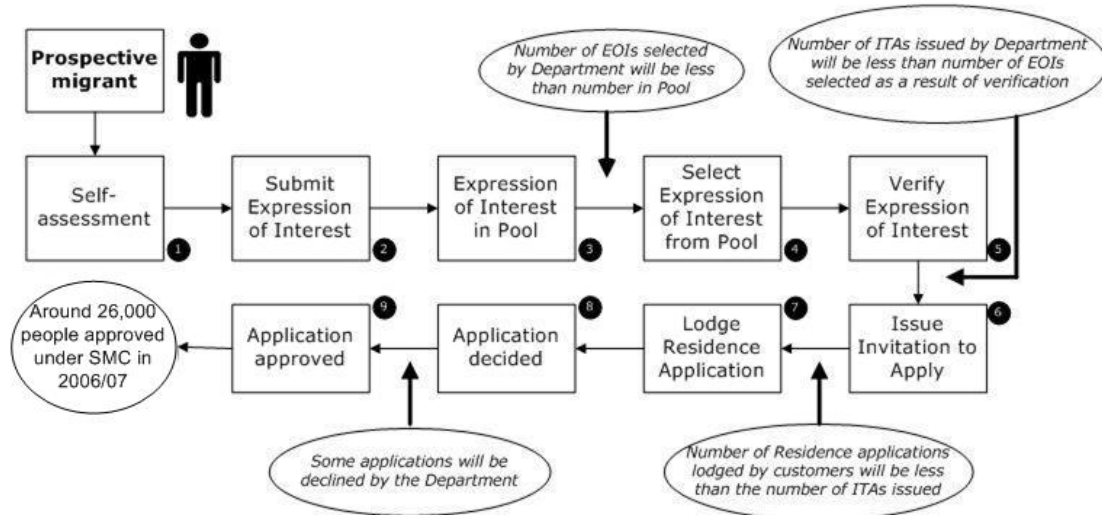 Prospective
migrant
Number of EOIs selected
by Department will be less
than number in Pool
Number of ITAs issued by Department
will be less than number of EOIs
selected as a result of verification
Self-
assessment
1
Submit
Expression
of Interest
2
Expression
of Interest
in Pool
3
Select
Expression
of Interest
from Pool
4
Verify
Expression
of Interest
5
6
Issue
Invitation to
Apply
7
Lodge
Residence
Application
8
Application
decided
9
Application
approved
Around 26,000
people approved
under SMC in
2006/07
Some applications will be
declined by the Department
Number of Residence applications
lodged by customers will be less
than the number of ITAs issued